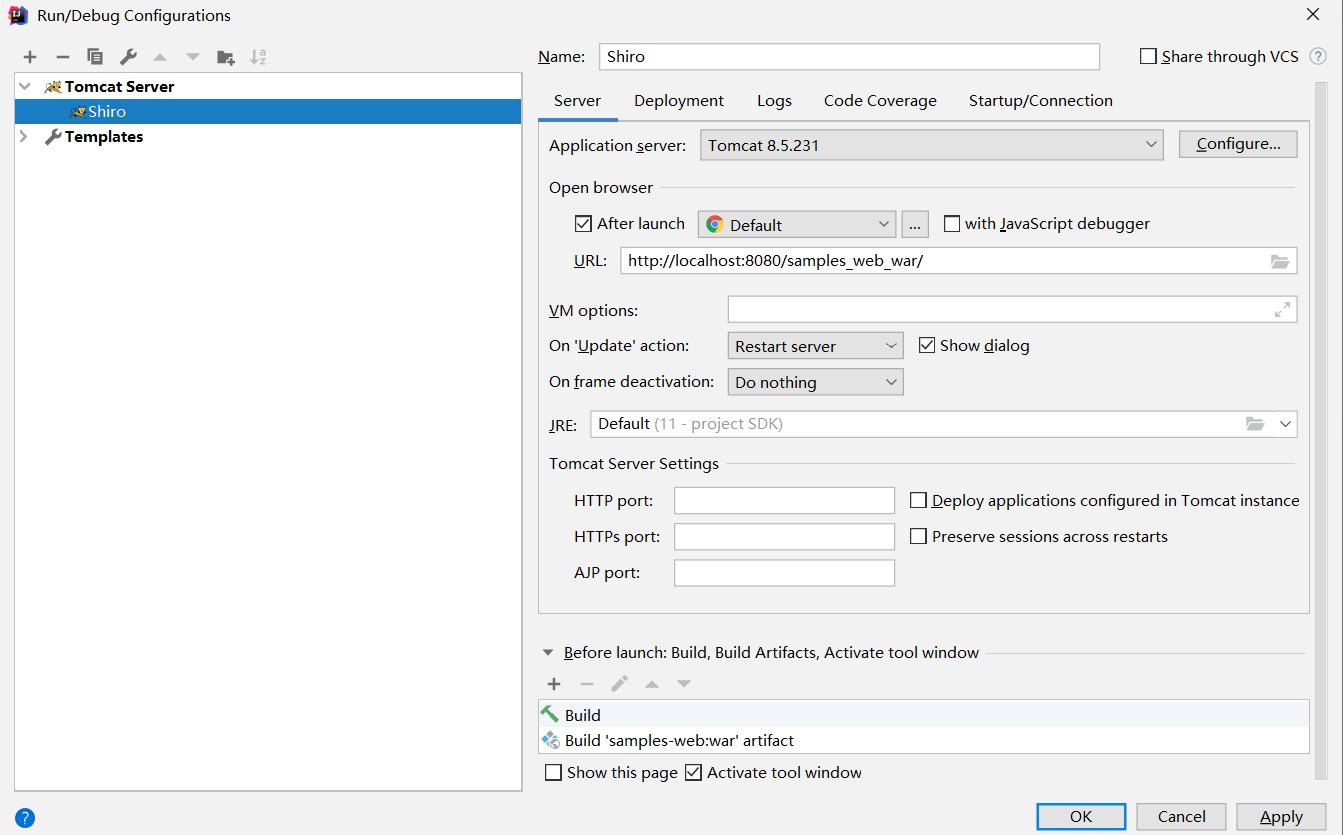 Run/Debug Configurations
Name: Shiro Share through VCS ?
Tomcat Server
Shiro
Templates
Server Deployment Logs Code Coverage Startup/Connection
Application server: Tomcat 8.5.231 Configure...
Open browser
After launch Default ... with JavaScript debugger
URL: http://localhost:8080/samples_web_war/
VM options:
On 'Update' action: Restart server Show dialog
On frame deactivation: Do nothing
JRE: Default (11 - project SDK)
Tomcat Server Settings
HTTP port: Deploy applications configured in Tomcat instance
HTTPs port: Preserve sessions across restarts
AJP port:
Before launch: Build, Build Artifacts, Activate tool window
Build
Build 'samples-web:war' artifact
Show this page Activate tool window
? OK Cancel Apply